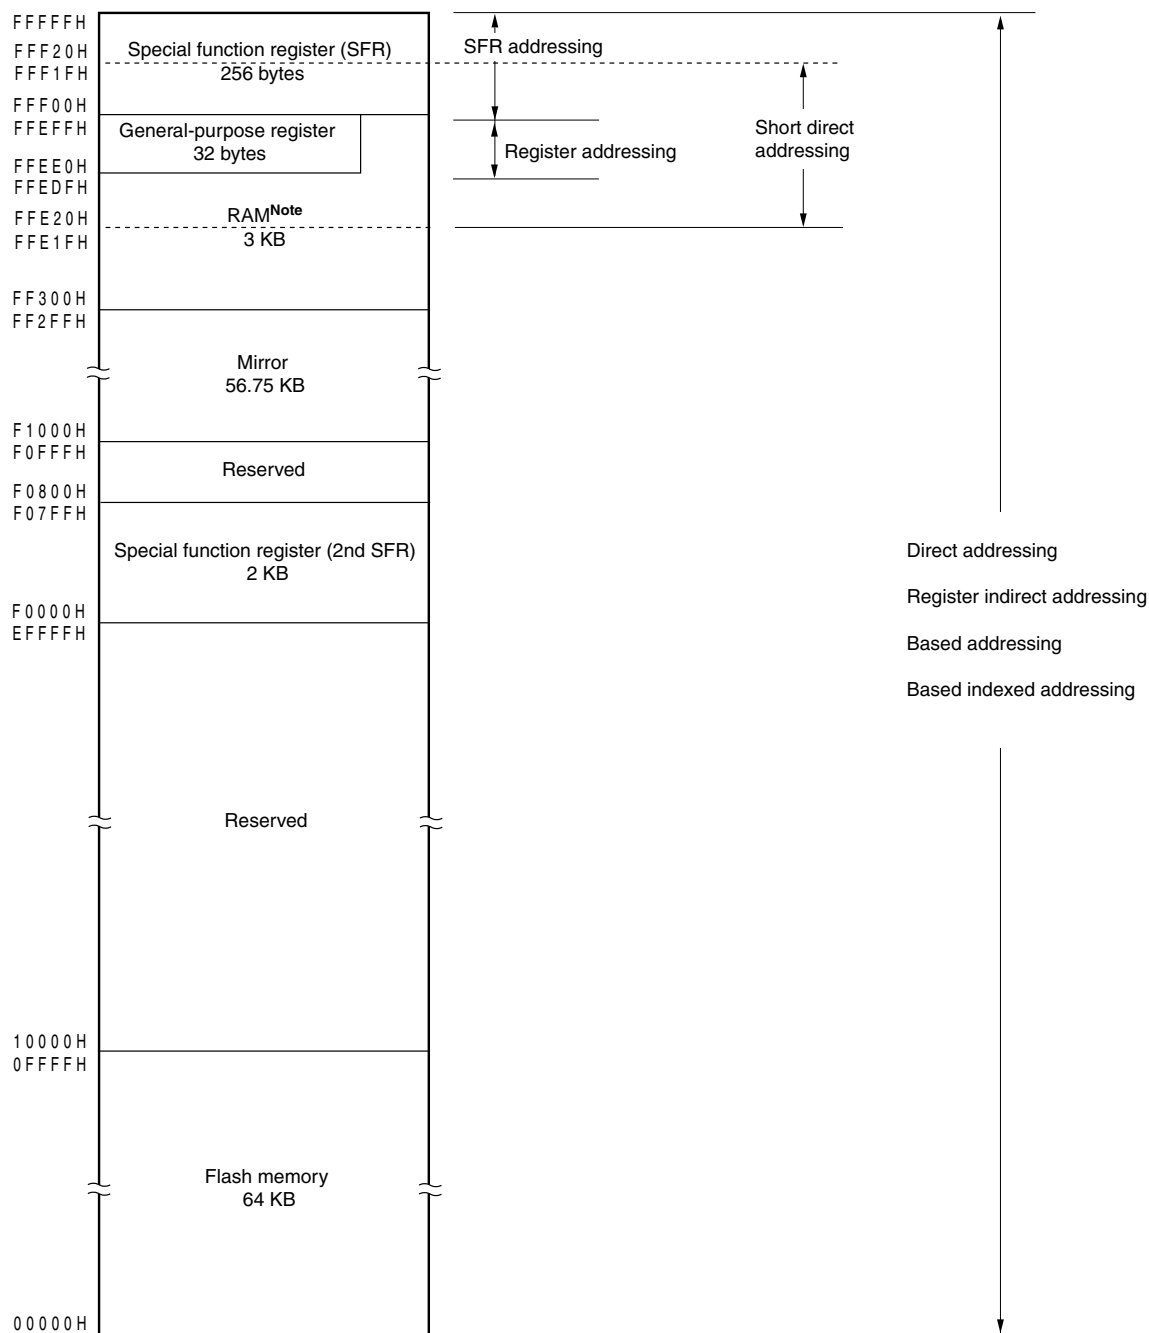 FFFFFH
FFF20H
FFF1FH
Special function register (SFR)
256 bytes
SFR addressing
FFF00H
FFEFFH
General-purpose register
32 bytes
Register addressing
Short direct
addressing
FFEE0H
FFEDFH
FFE20H
FFE1FH
RAMNote
3 KB
FF300H
FF2FFH
Mirror
56.75 KB
F1000H
F0FFFH
Reserved
F0800H
F07FFH
Special function register (2nd SFR)
2 KB
Direct addressing
Register indirect addressing
Based addressing
Based indexed addressing
F0000H
EFFFFH
Reserved
10000H
0FFFFH
Flash memory
64 KB
00000H